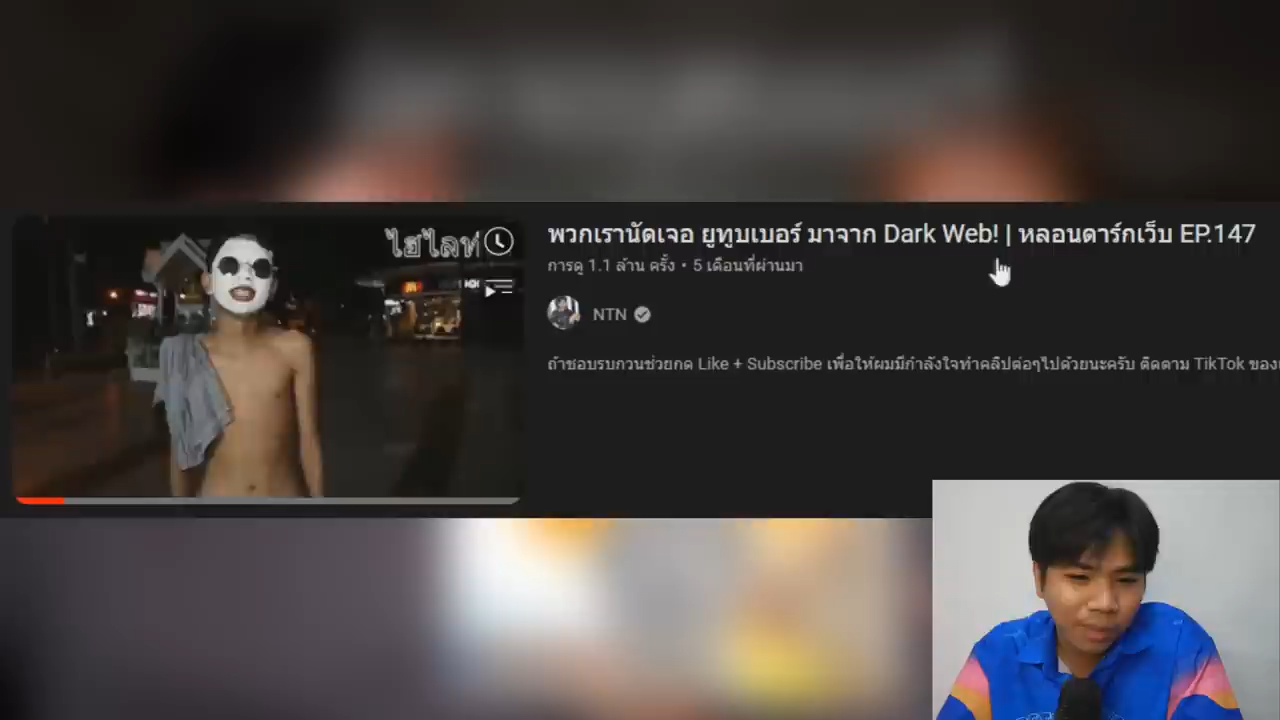 ไฮไลท์
พวกเรานัดเจอ ยูทูบเบอร์ มาจาก Dark Web! | หลอนดาร์กเว็บ EP.147
การดู 1.1 ล้าน ครั้ง • 5 เดือนที่ผ่านมา
NTN
ถ้าชอบรบกวนช่วยกด Like + Subscribe เพื่อให้ผมมีกำลังใจทำคลิปต่อๆไปด้วยนะครับ ติดตาม TikTok ของ